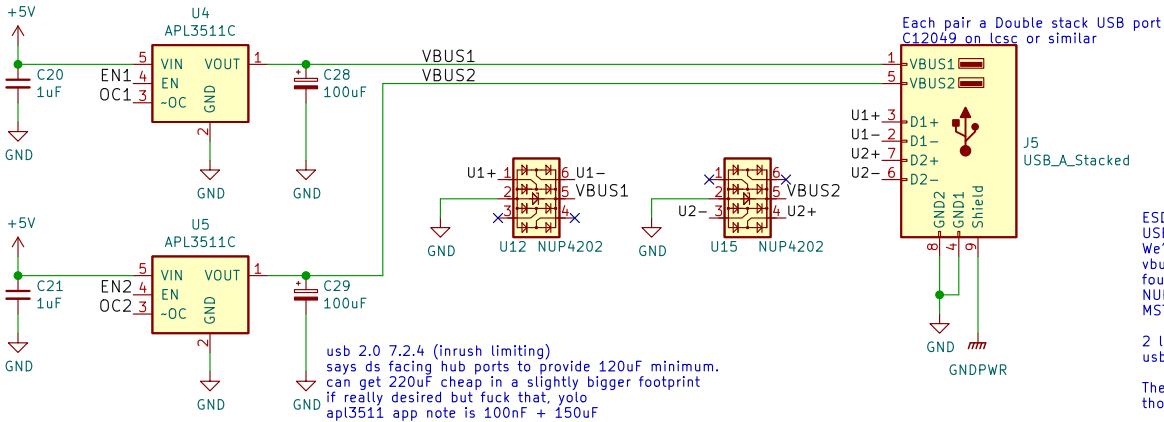 +5V
U4
APL3511C
5 VIN VOUT 1
EN1 4 EN
OC1 3 ~OC
GND
2
C20
1uF
GND
GND
C28
100uF
GND
VBUS1
VBUS2
Each pair a Double stack USB port
C12049 on lcsc or similar
1 VBUS1
5 VBUS2
U1+ 3 D1+
U1- 2 D1-
U2+ 7 D2+
U2- 6 D2-
GND2 GND1 Shield
8 4 9
J5
USB_A_Stacked
GND
GNDPWR
U1+ 1 6 U1-
2 5 VBUS1
3 4
U12 NUP4202
GND
1 6
2 5 VBUS2
U2- 3 4 U2+
U15 NUP4202
GND
+5V
U5
APL3511C
5 VIN VOUT 1
EN2 4 EN
OC2 3 ~OC
GND
2
C21
1uF
GND
GND
C29
100uF
GND
usb 2.0 7.2.4 (inrush limiting)
says ds facing hub ports to provide 120uF minimum.
can get 220uF cheap in a slightly bigger footprint
if really desired but fuck that, yolo
apl3511 app note is 100nF + 150uF